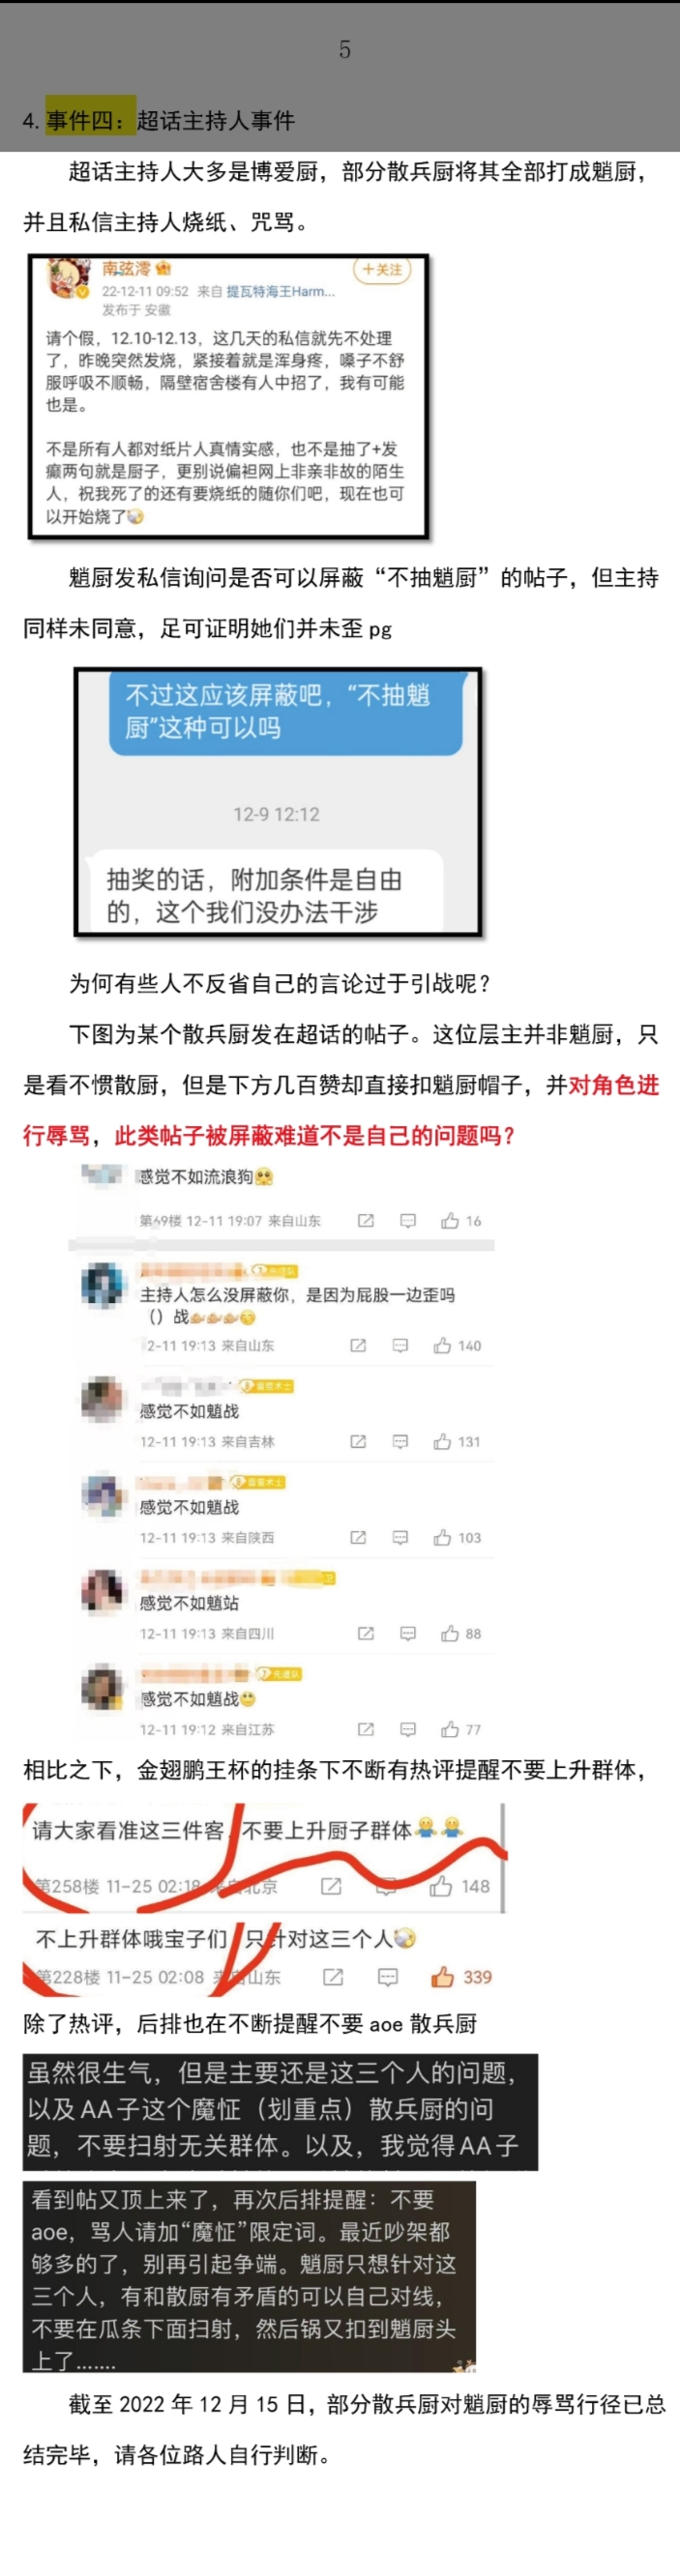 5
4. 事件四：超话主持人事件
超话主持人大多是博爱厨，部分散兵厨将其全部打成魈厨，
并且私信主持人烧纸、咒骂。
南弦澪
+关注
22-12-11 09:52 来自 提瓦特海王Harm...
发布于 安徽
请个假，12.10-12.13，这几天的私信就先不处理
了，昨晚突然发烧，紧接着就是浑身疼，嗓子不舒
服呼吸不顺畅，隔壁宿舍楼有人中招了，我有可能
也是。
不是所有人都对纸片人真情实感，也不是抽了+发
癫两句就是厨子，更别说偏袒网上非亲非故的陌生
人，祝我死了的还有要烧纸的随你们吧，现在也可
以开始烧了
魈厨发私信询问是否可以屏蔽“不抽魈厨”的帖子，但主持
同样未同意，足可证明她们并未歪 pg
不过这应该屏蔽吧，“不抽魈
厨”这种可以吗
12-9 12:12
抽奖的话，附加条件是自由
的，这个我们没办法干涉
为何有些人不反省自己的言论过于引战呢？
下图为某个散兵厨发在超话的帖子。这位层主并非魈厨，只
是看不惯散厨，但是下方几百赞却直接扣魈厨帽子，并对角色进
行辱骂，此类帖子被屏蔽难道不是自己的问题吗？
感觉不如流浪狗🥺
第69楼 12-11 19:07 来自山东 16
主持人怎么没屏蔽你，是因为屁股一边歪吗
（）战
2-11 19:13 来自山东 140
雷萤术士
感觉不如魈战
12-11 19:13 来自吉林 131
雷萤术士
感觉不如魈战
12-11 19:13 来自陕西 103
感觉不如魈站
12-11 19:13 来自四川 88
先遣队
感觉不如魈战
12-11 19:12 来自江苏 77
相比之下，金翅鹏王杯的挂条下不断有热评提醒不要上升群体，
请大家看准这三件客 不要上升厨子群体
第258楼 11-25 02:18 来自北京 148
不上升群体哦宝子们 只针对这三个人
第228楼 11-25 02:08 来自山东 339
除了热评，后排也在不断提醒不要 aoe 散兵厨
虽然很生气，但是主要还是这三个人的问题，
以及AA子这个魔怔（划重点）散兵厨的问
题，不要扫射无关群体。以及，我觉得AA子
看到帖又顶上来了，再次后排提醒：不要
aoe，骂人请加“魔怔”限定词。最近吵架都
够多的了，别再引起争端。魈厨只想针对这
三个人，有和散厨有矛盾的可以自己对线，
不要在瓜条下面扫射，然后锅又扣到魈厨头
上了……
截至 2022 年 12 月 15 日，部分散兵厨对魈厨的辱骂行径已总
结完毕，请各位路人自行判断。